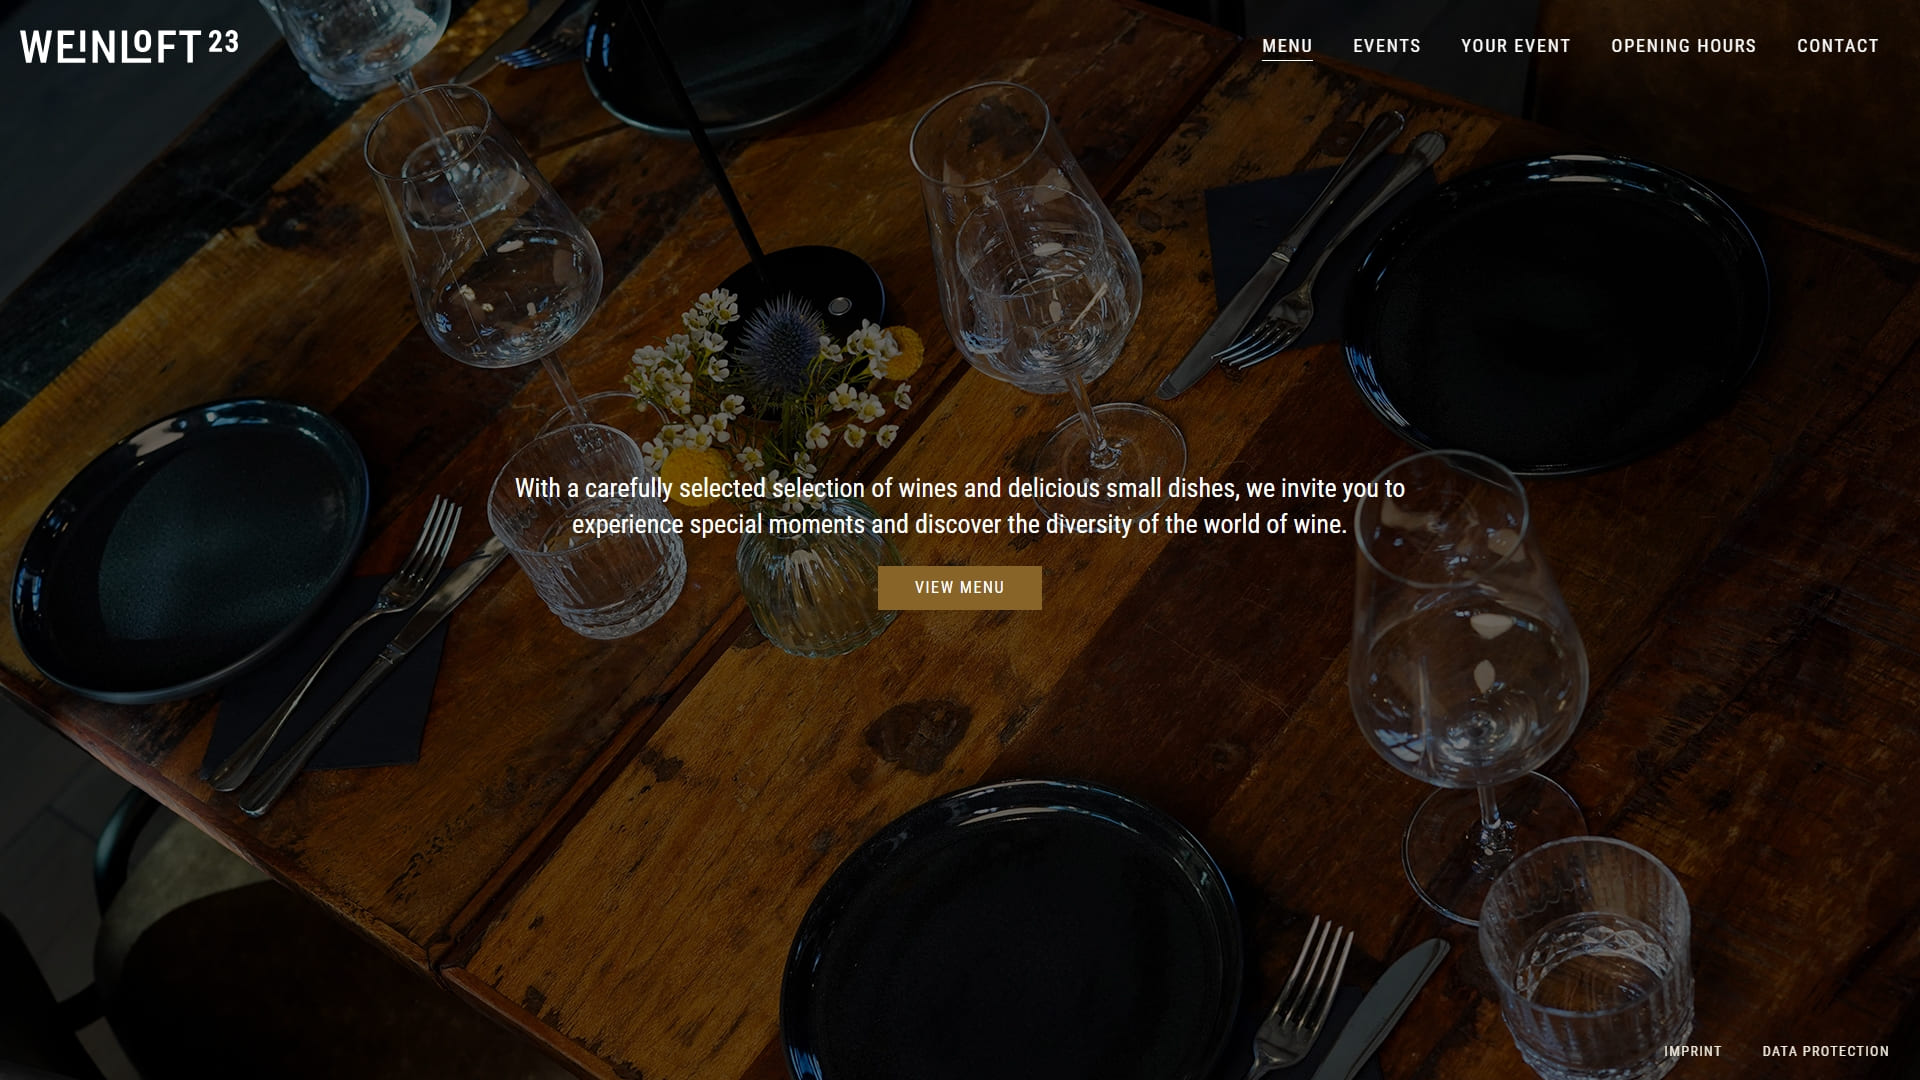 WEINLOFT 23
MENU
EVENTS
YOUR EVENT
OPENING HOURS
CONTACT
With a carefully selected selection of wines and delicious small dishes, we invite you to
experience special moments and discover the diversity of the world of wine.
VIEW MENU
IMPRINT
DATA PROTECTION